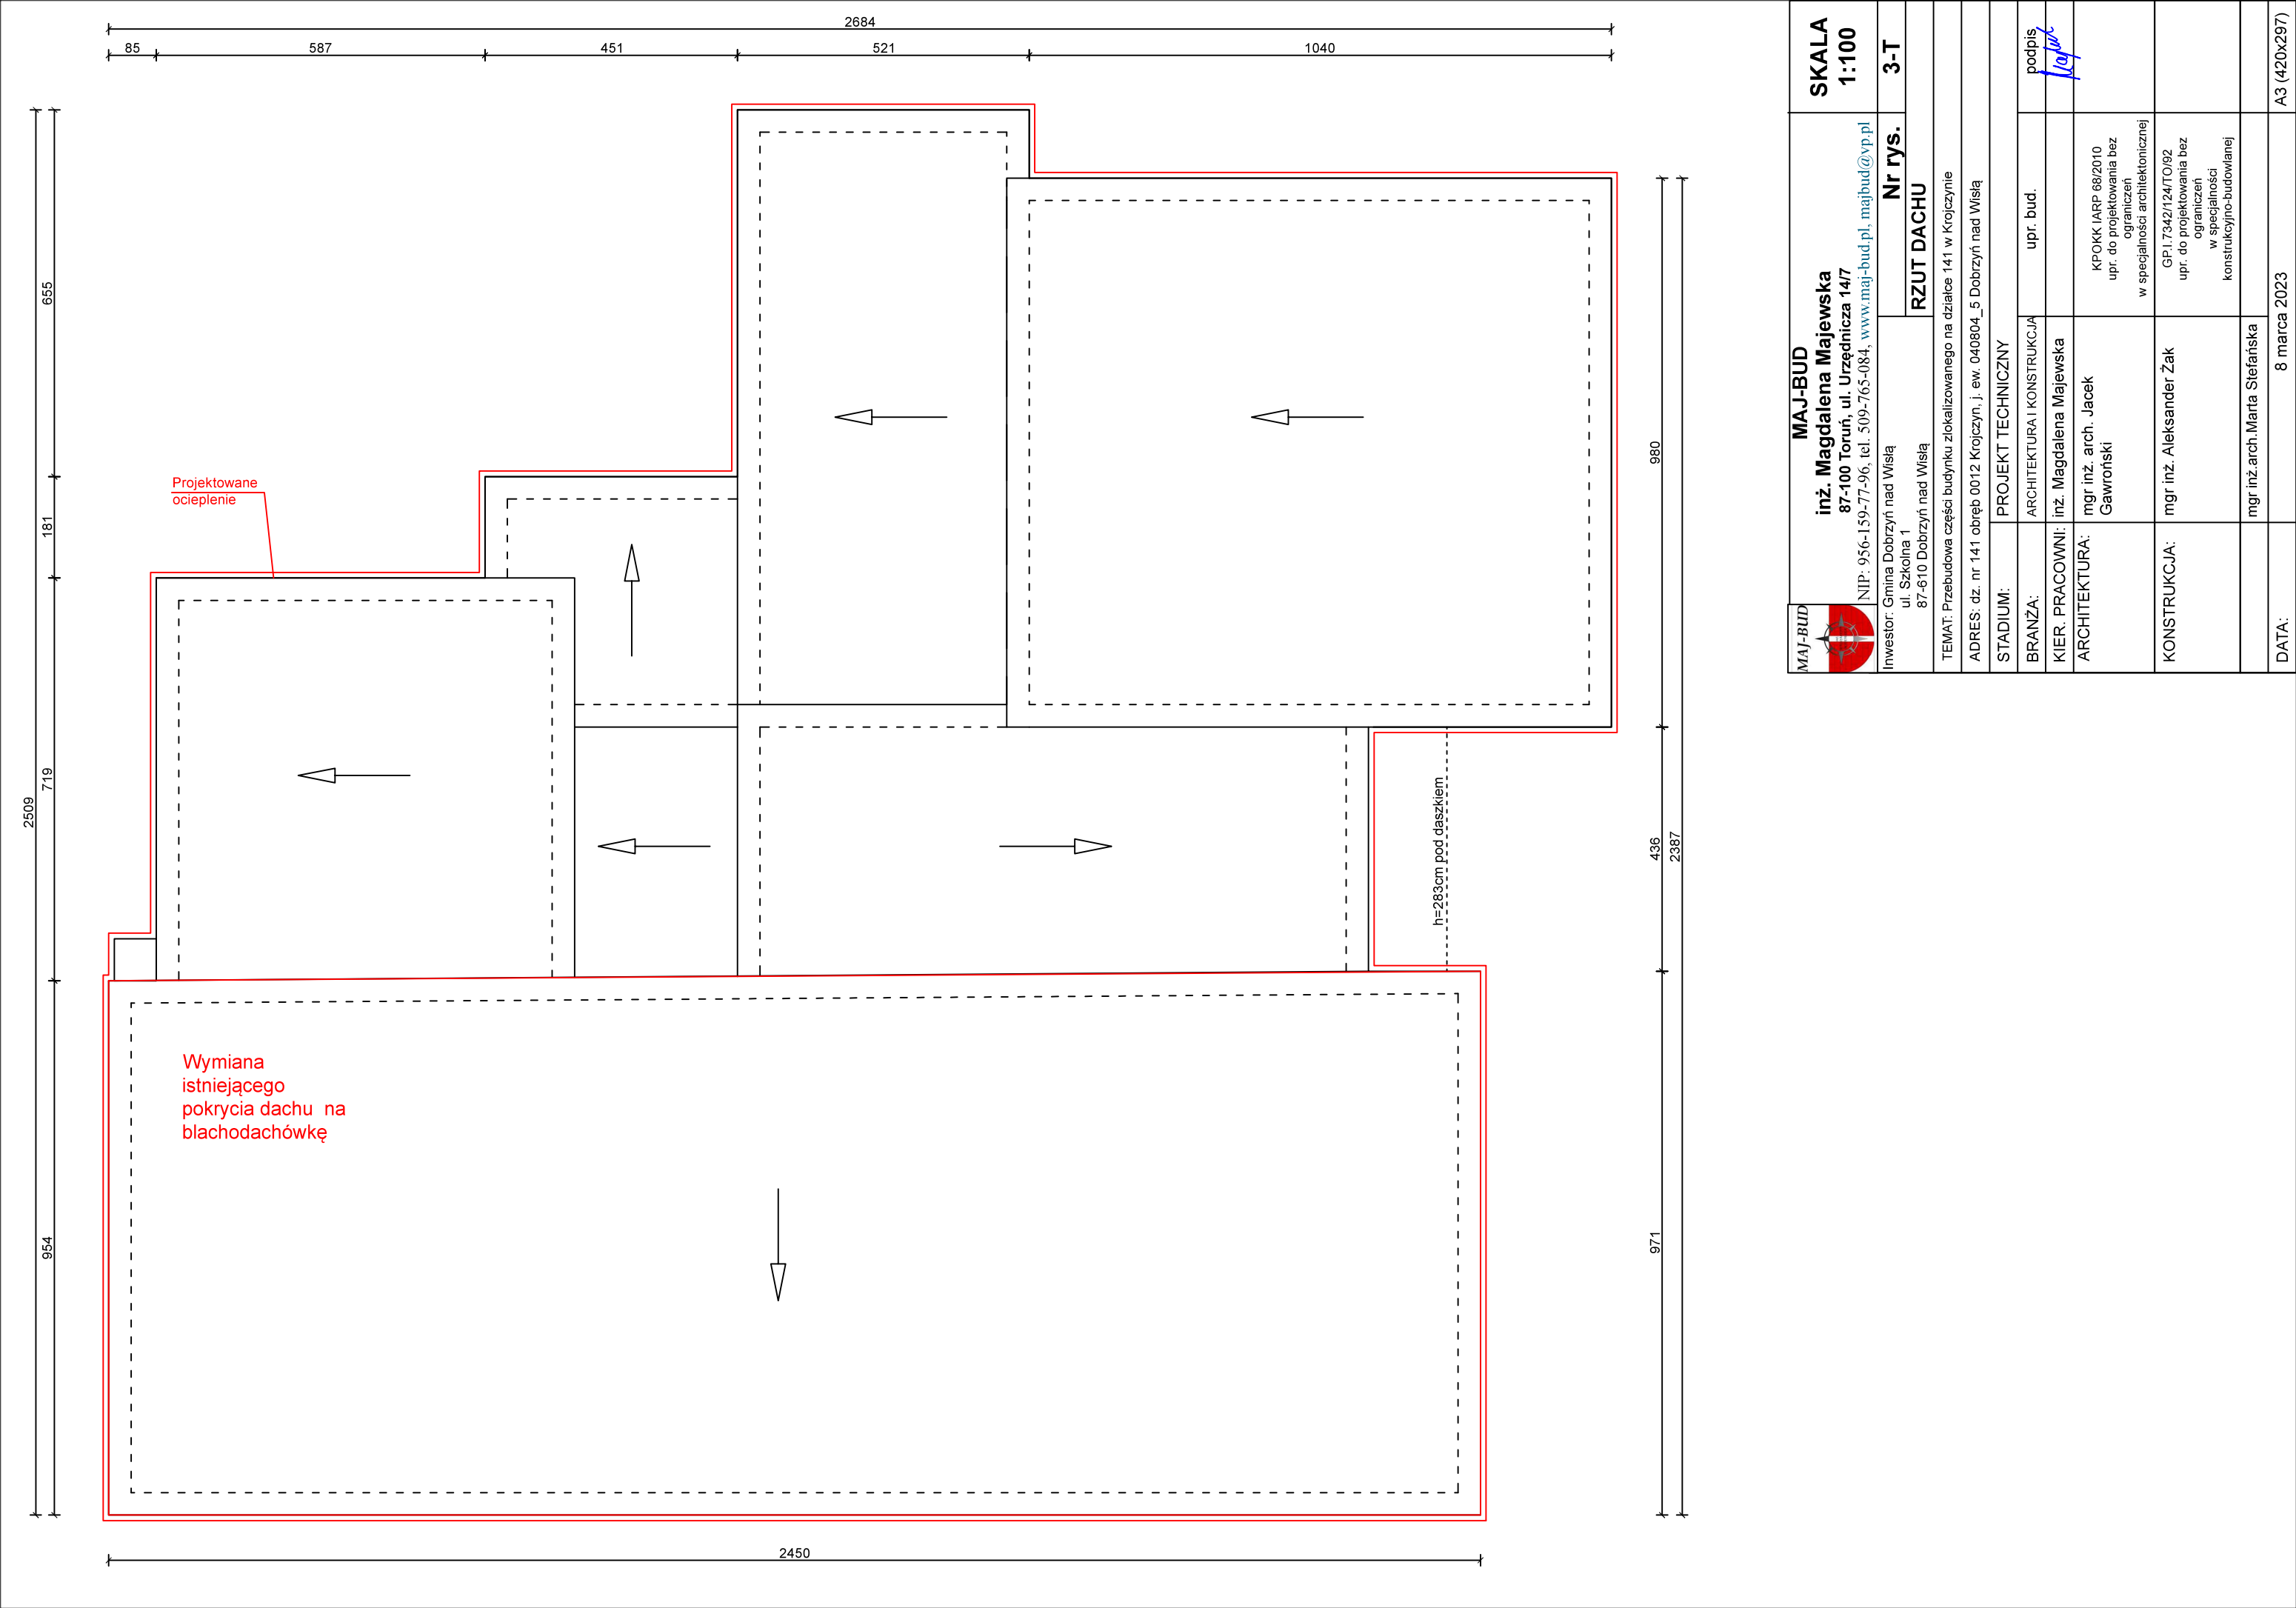 2684
85
587
451
521
1040
2509
655
181
719
954
Projektowane
ocieplenie
980
436
2387
971
h=283cm pod daszkiem
Wymiana
istniejącego
pokrycia dachu na
blachodachówkę
2450
MAJ-BUD
MAJ-BUD
inż. Magdalena Majewska
87-100 Toruń, ul. Urzędnicza 14/7
NIP: 956-159-77-96, tel. 509-765-084, www.maj-bud.pl, majbud@vp.pl
SKALA
1:100
Inwestor: Gmina Dobrzyń nad Wisłą
ul. Szkolna 1
87-610 Dobrzyń nad Wisłą
Nr rys.
3-T
RZUT DACHU
TEMAT: Przebudowa części budynku zlokalizowanego na działce 141 w Krojczynie
ADRES: dz. nr 141 obręb 0012 Krojczyn, j. ew. 040804_5 Dobrzyń nad Wisłą
STADIUM:
PROJEKT TECHNICZNY
BRANŻA:
ARCHITEKTURA I KONSTRUKCJA
upr. bud.
podpis
KIER. PRACOWNI:
inż. Magdalena Majewska
ARCHITEKTURA:
mgr inż. arch. Jacek
Gawroński
KPOKK IARP 68/2010
upr. do projektowania bez
ograniczeń
w specjalności architektonicznej
KONSTRUKCJA:
mgr inż. Aleksander Żak
GP.I.7342/124/TO/92
upr. do projektowania bez
ograniczeń
w specjalności
konstrukcyjno-budowlanej
mgr inż.arch.Marta Stefańska
DATA:
8 marca 2023
A3 (420x297)